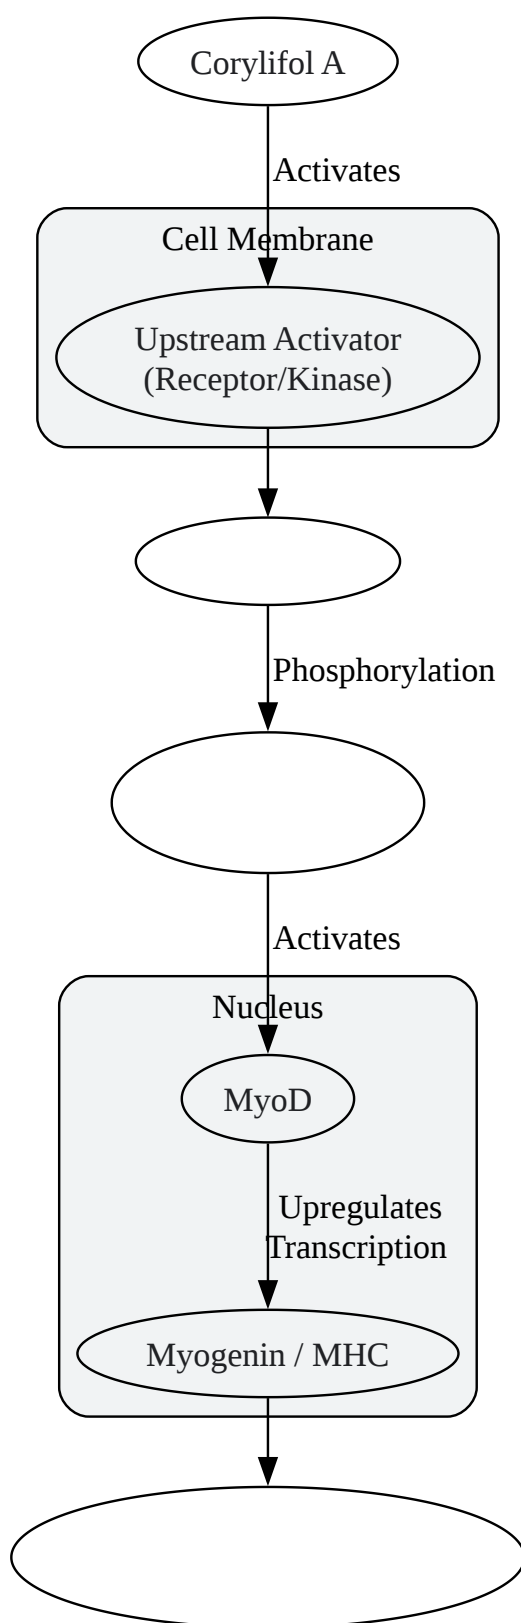 Corylifol A
Activates
Cell Membrane
Upstream Activator
(Receptor/Kinase)
Phosphorylation
Activates
Nucleus
MyoD
Upregulates
Transcription
Myogenin / MHC